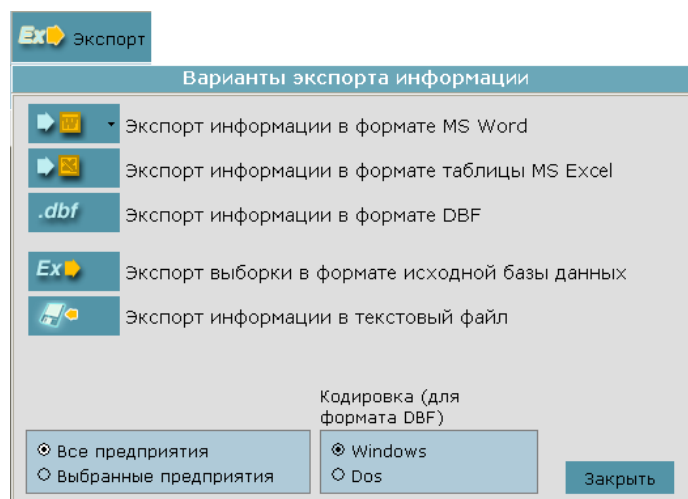 Ex Экспорт
Варианты экспорта информации
W Экспорт информации в формате MS Word
X Экспорт информации в формате таблицы MS Excel
.dbf Экспорт информации в формате DBF
Ex Экспорт выборки в формате исходной базы данных
Экспорт информации в текстовый файл
Кодировка (для
формата DBF)
Все предприятия
Выбранные предприятия
Windows
Dos
Закрыть